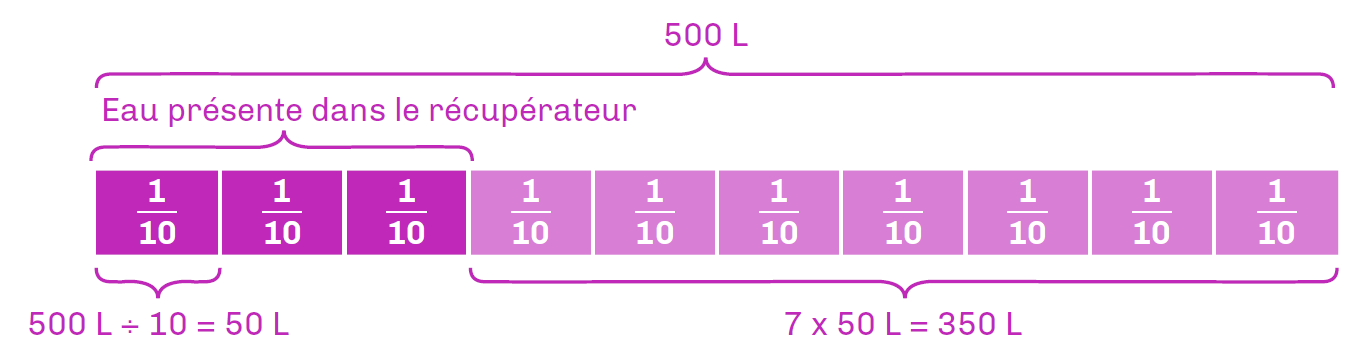 500 L
Eau présente dans le récupérateur
1/10 1/10 1/10 1/10 1/10 1/10 1/10 1/10 1/10 1/10
500 L ÷ 10 = 50 L
7 x 50 L = 350 L